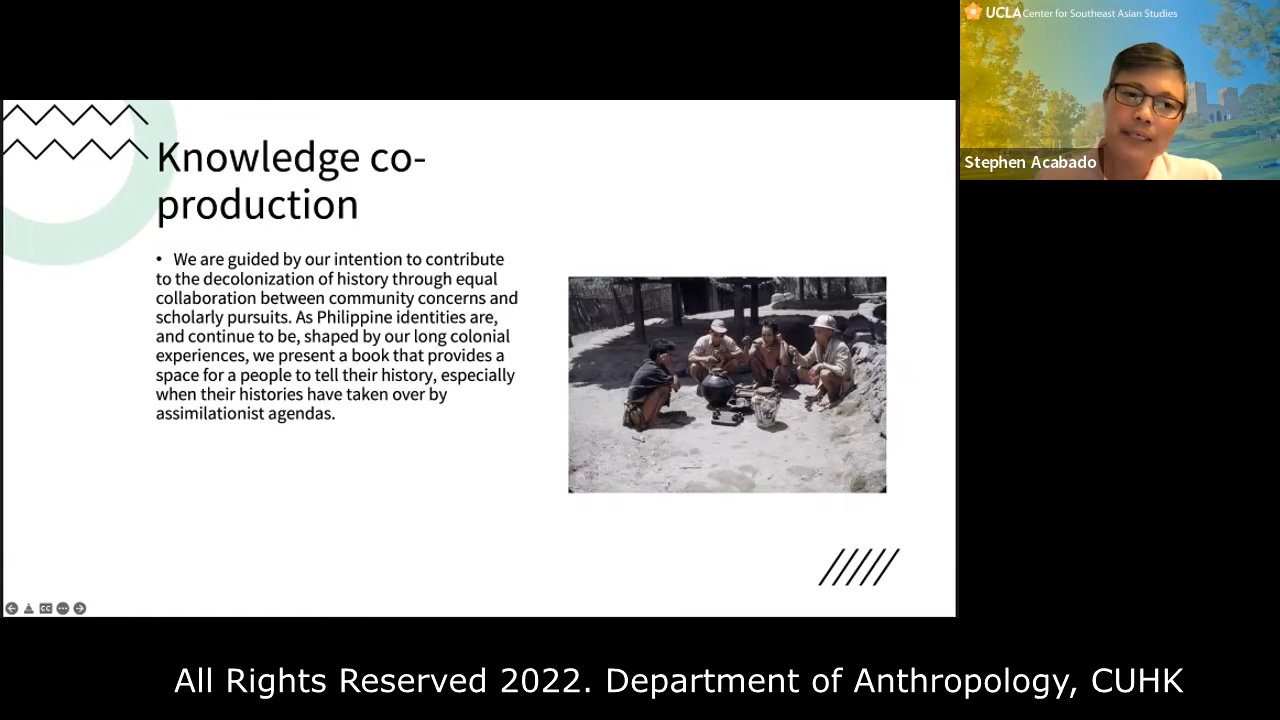 UCLA Center for Southeast Asian Studies
Stephen Acabado
Knowledge co-
production
• We are guided by our intention to contribute
to the decolonization of history through equal
collaboration between community concerns and
scholarly pursuits. As Philippine identities are,
and continue to be, shaped by our long colonial
experiences, we present a book that provides a
space for a people to tell their history, especially
when their histories have taken over by
assimilationist agendas.
CC
All Rights Reserved 2022. Department of Anthropology, CUHK